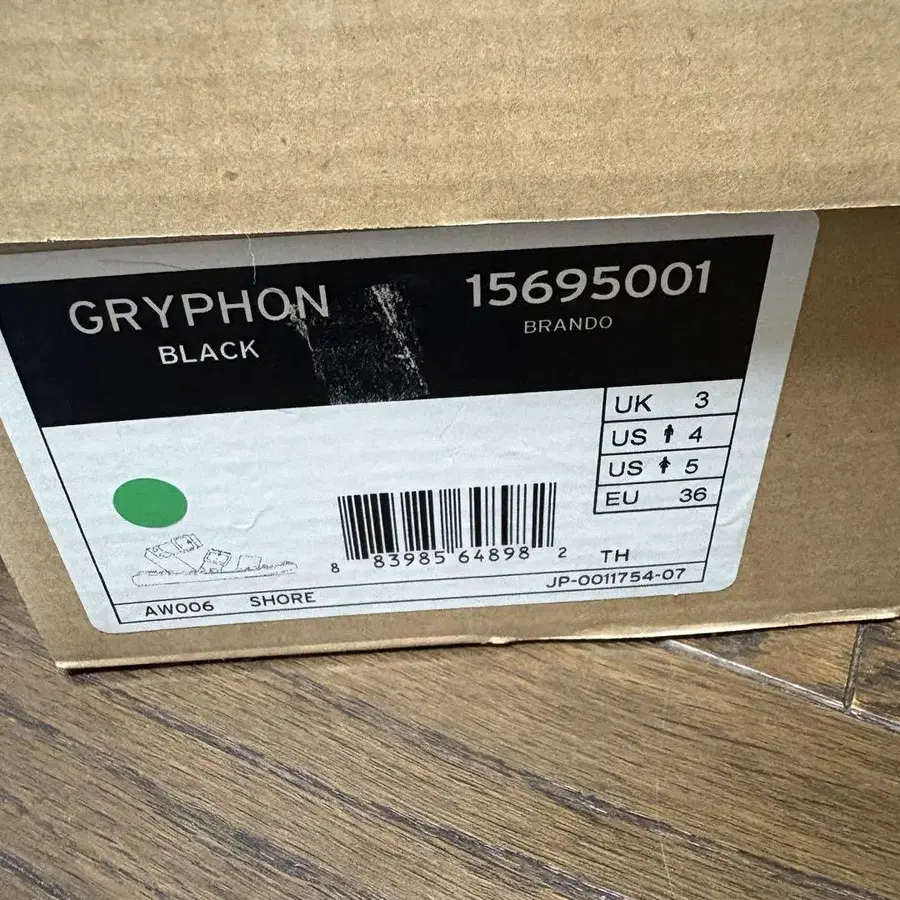 GRYPHON
BLACK
15695001
BRANDO
UK 3
US 4
US 5
EU 36
8 83985 64898 2
TH
JP-0011754-07
AW006 SHORE